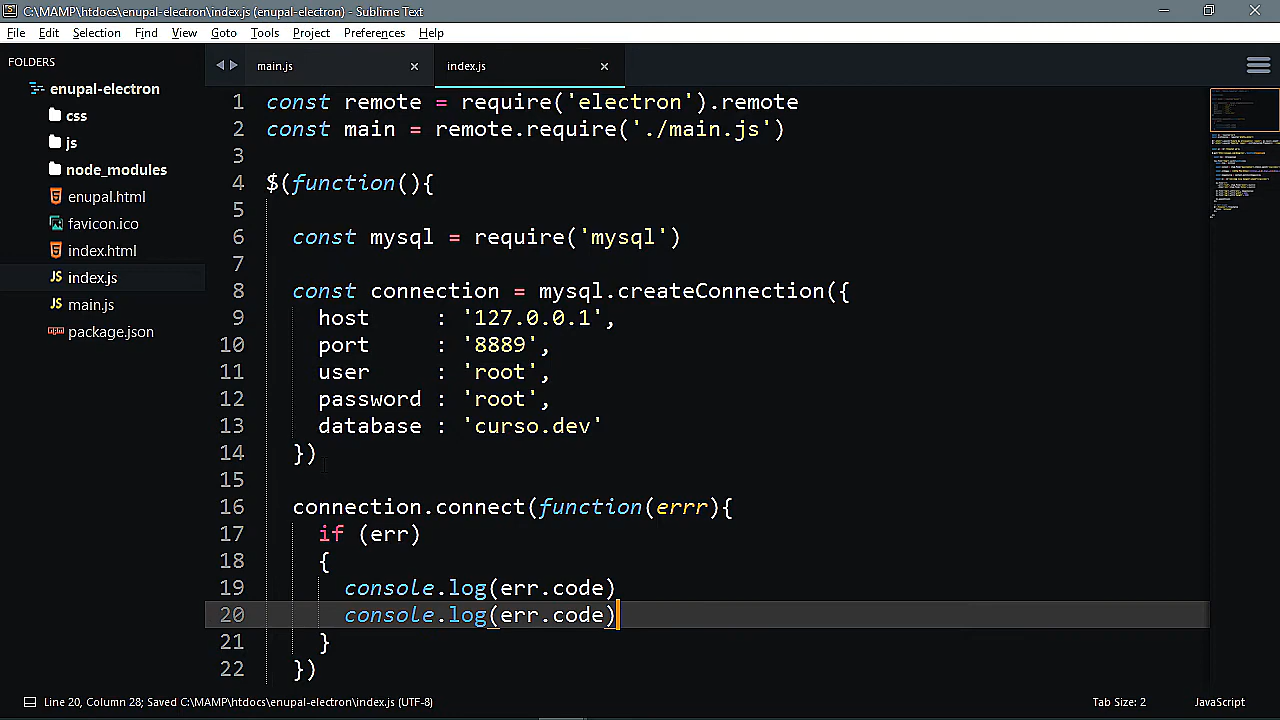 C:\MAMP\htdocs\enupal-electron\index.js (enupal-electron) - Sublime Text
File Edit Selection Find View Goto Tools Project Preferences Help
FOLDERS
enupal-electron
css
js
node_modules
enupal.html
favicon.ico
index.html
JS index.js
JS main.js
package.json
main.js
index.js
1 const remote = require('electron').remote
2 const main = remote.require('./main.js')
3
4 $(function(){
5
6 const mysql = require('mysql')
7
8 const connection = mysql.createConnection({
9 host : '127.0.0.1',
10 port : '8889',
11 user : 'root',
12 password : 'root',
13 database : 'curso.dev'
14 })
15
16 connection.connect(function(errr){
17 if (err)
18 {
19 console.log(err.code)
20 console.log(err.code)
21 }
22 })
Line 20, Column 28; Saved C:\MAMP\htdocs\enupal-electron\index.js (UTF-8)
Tab Size: 2
JavaScript